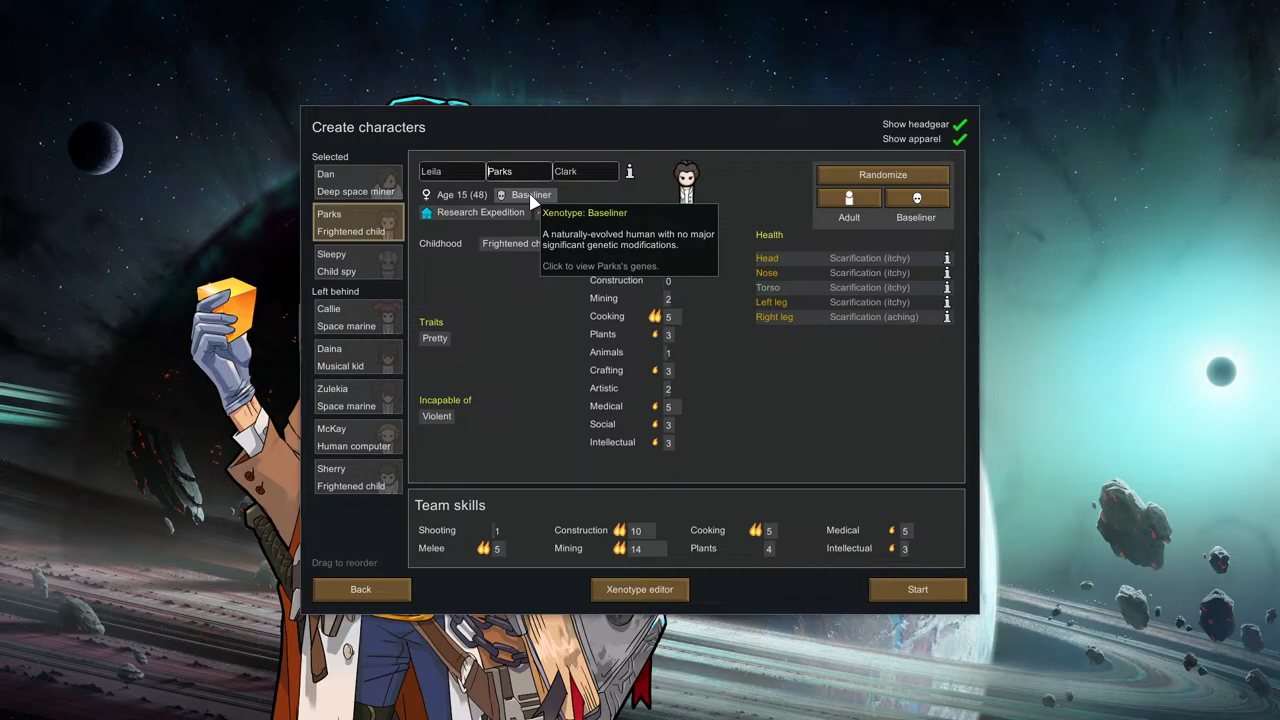 Create characters
Show headgear
Show apparel
Selected
Dan
Deep space miner
Parks
Frightened child
Sleepy
Child spy
Left behind
Callie
Space marine
Daina
Musical kid
Zulekia
Space marine
McKay
Human computer
Sherry
Frightened child
Drag to reorder
Leila Parks Clark
Age 15 (48) Baseliner
Research Expedition
Childhood Frightened ch
Xenotype: Baseliner
A naturally-evolved human with no major
significant genetic modifications.
Click to view Parks's genes.
Traits
Pretty
Incapable of
Violent
Construction 0
Mining 2
Cooking 5
Plants 3
Animals 1
Crafting 3
Artistic 2
Medical 5
Social 3
Intellectual 3
Randomize
Adult Baseliner
Health
Head Scarification (itchy)
Nose Scarification (itchy)
Torso Scarification (itchy)
Left leg Scarification (itchy)
Right leg Scarification (aching)
Team skills
Shooting 1 Construction 10 Cooking 5 Medical 5
Melee 5 Mining 14 Plants 4 Intellectual 3
Back Xenotype editor Start